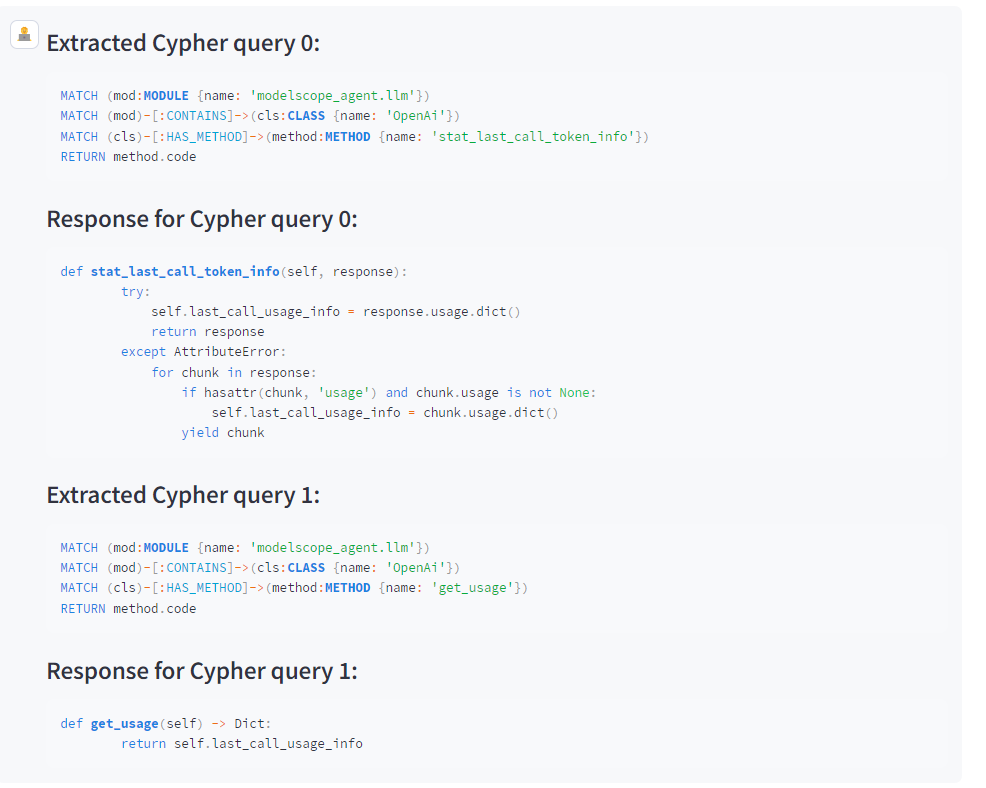 Extracted Cypher query 0:
MATCH (mod:MODULE {name: 'modelscope_agent.llm'})
MATCH (mod)-[:CONTAINS]->(cls:CLASS {name: 'OpenAi'})
MATCH (cls)-[:HAS_METHOD]->(method:METHOD {name: 'stat_last_call_token_info'})
RETURN method.code
Response for Cypher query 0:
def stat_last_call_token_info(self, response):
        try:
            self.last_call_usage_info = response.usage.dict()
            return response
        except AttributeError:
            for chunk in response:
                if hasattr(chunk, 'usage') and chunk.usage is not None:
                    self.last_call_usage_info = chunk.usage.dict()
                yield chunk
Extracted Cypher query 1:
MATCH (mod:MODULE {name: 'modelscope_agent.llm'})
MATCH (mod)-[:CONTAINS]->(cls:CLASS {name: 'OpenAi'})
MATCH (cls)-[:HAS_METHOD]->(method:METHOD {name: 'get_usage'})
RETURN method.code
Response for Cypher query 1:
def get_usage(self) -> Dict:
        return self.last_call_usage_info